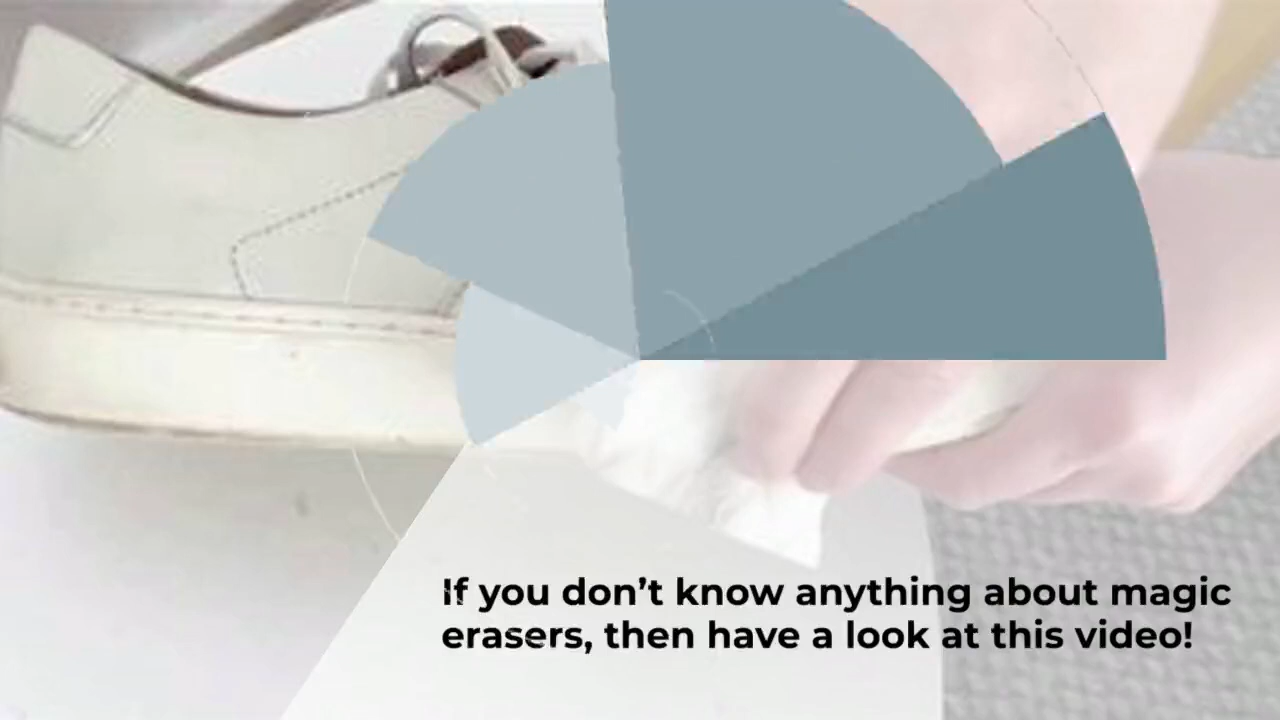 If you don’t know anything about magic
erasers, then have a look at this video!